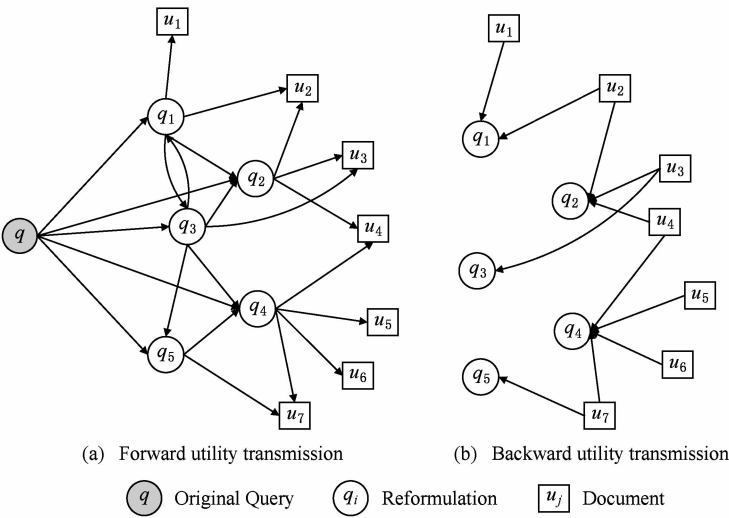 u1
u2
q1
u3
q2
q3
u4
q
q4
u5
q5
u6
u7
(a) Forward utility transmission
u1
u2
q1
u3
q2
u4
q3
u5
q4
u6
q5
u7
(b) Backward utility transmission
q Original Query
qi Reformulation
uj Document